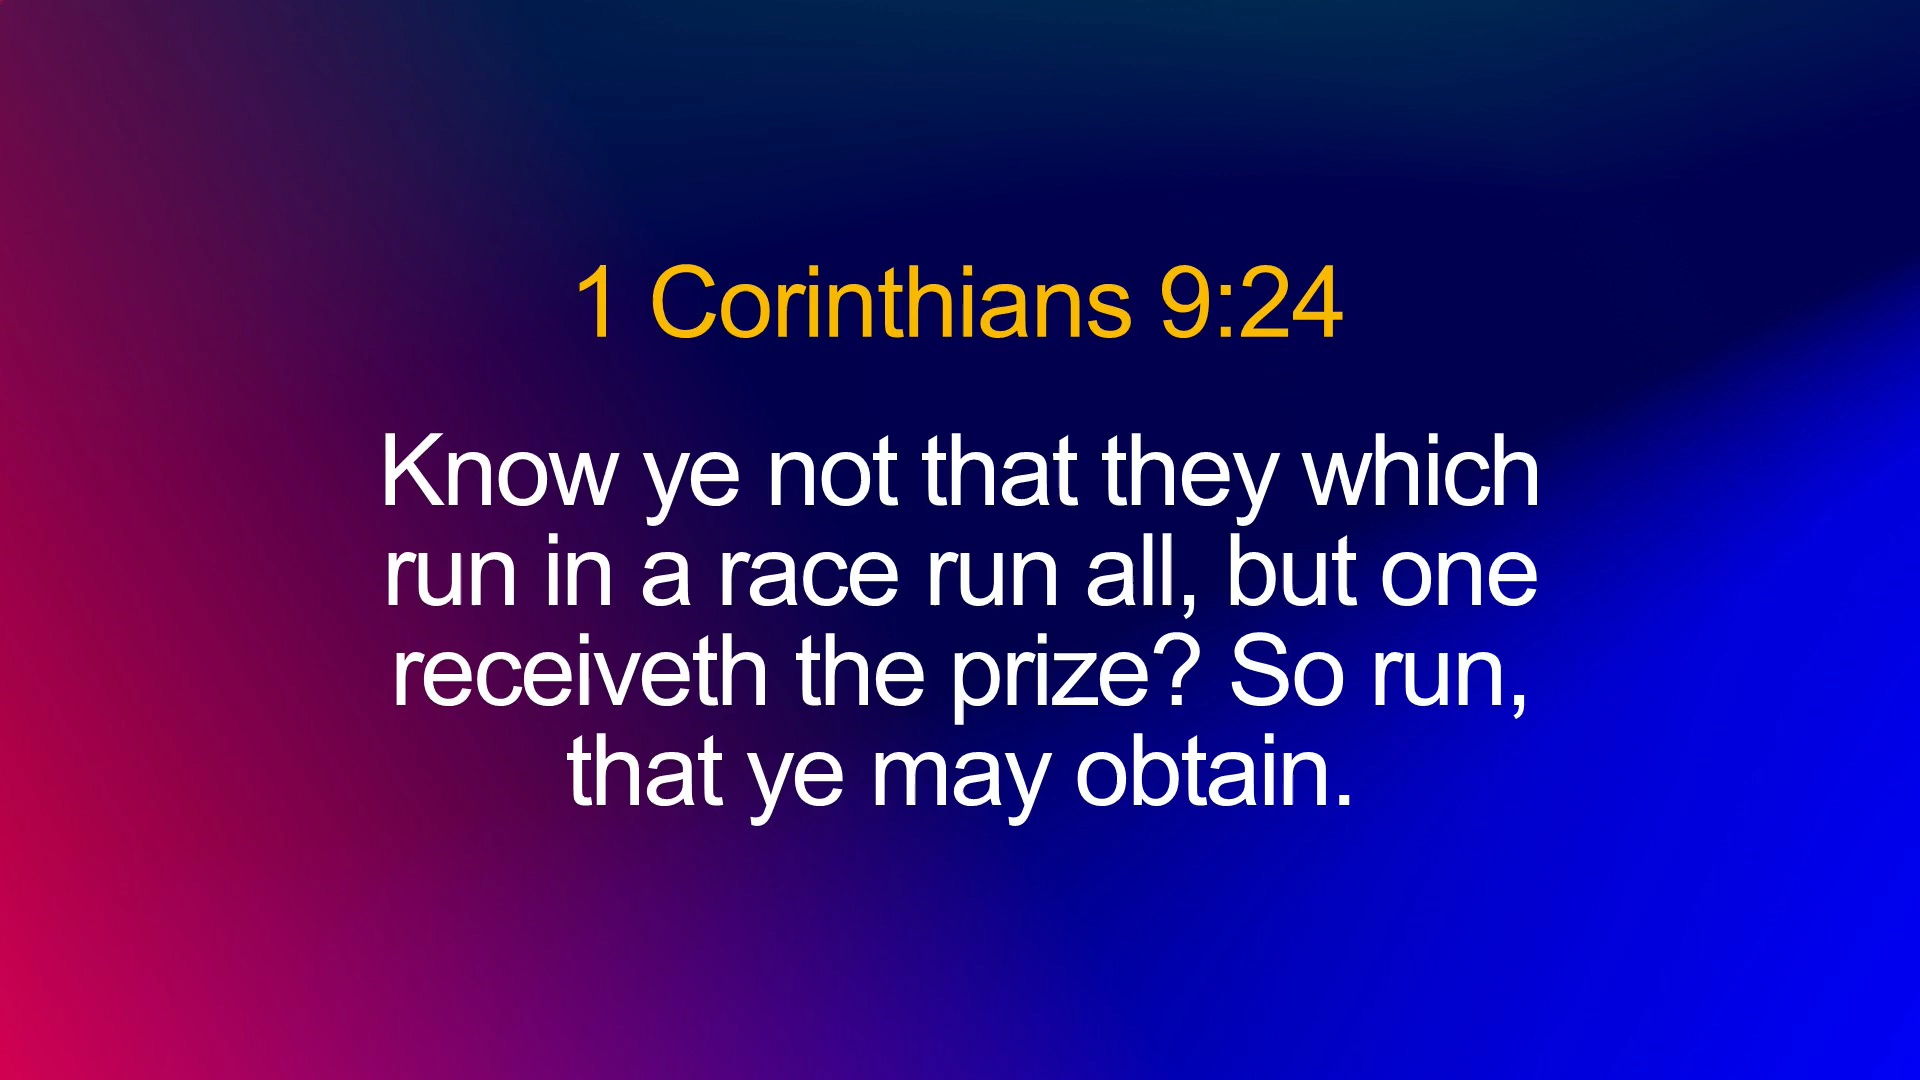 1 Corinthians 9:24
Know ye not that they which
run in a race run all, but one
receiveth the prize? So run,
that ye may obtain.